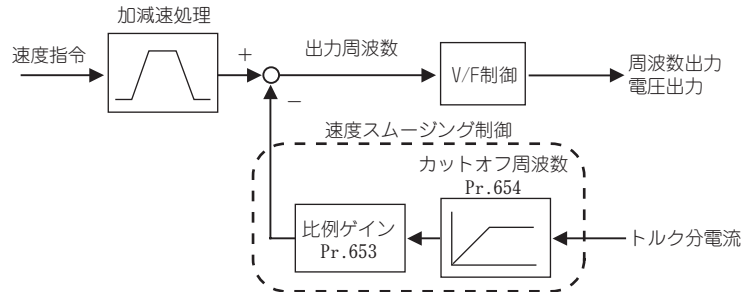 加減速処理
速度指令
+
出力周波数
−
V/F制御
周波数出力
電圧出力
速度スムージング制御
カットオフ周波数
Pr.654
比例ゲイン
Pr.653
トルク分電流